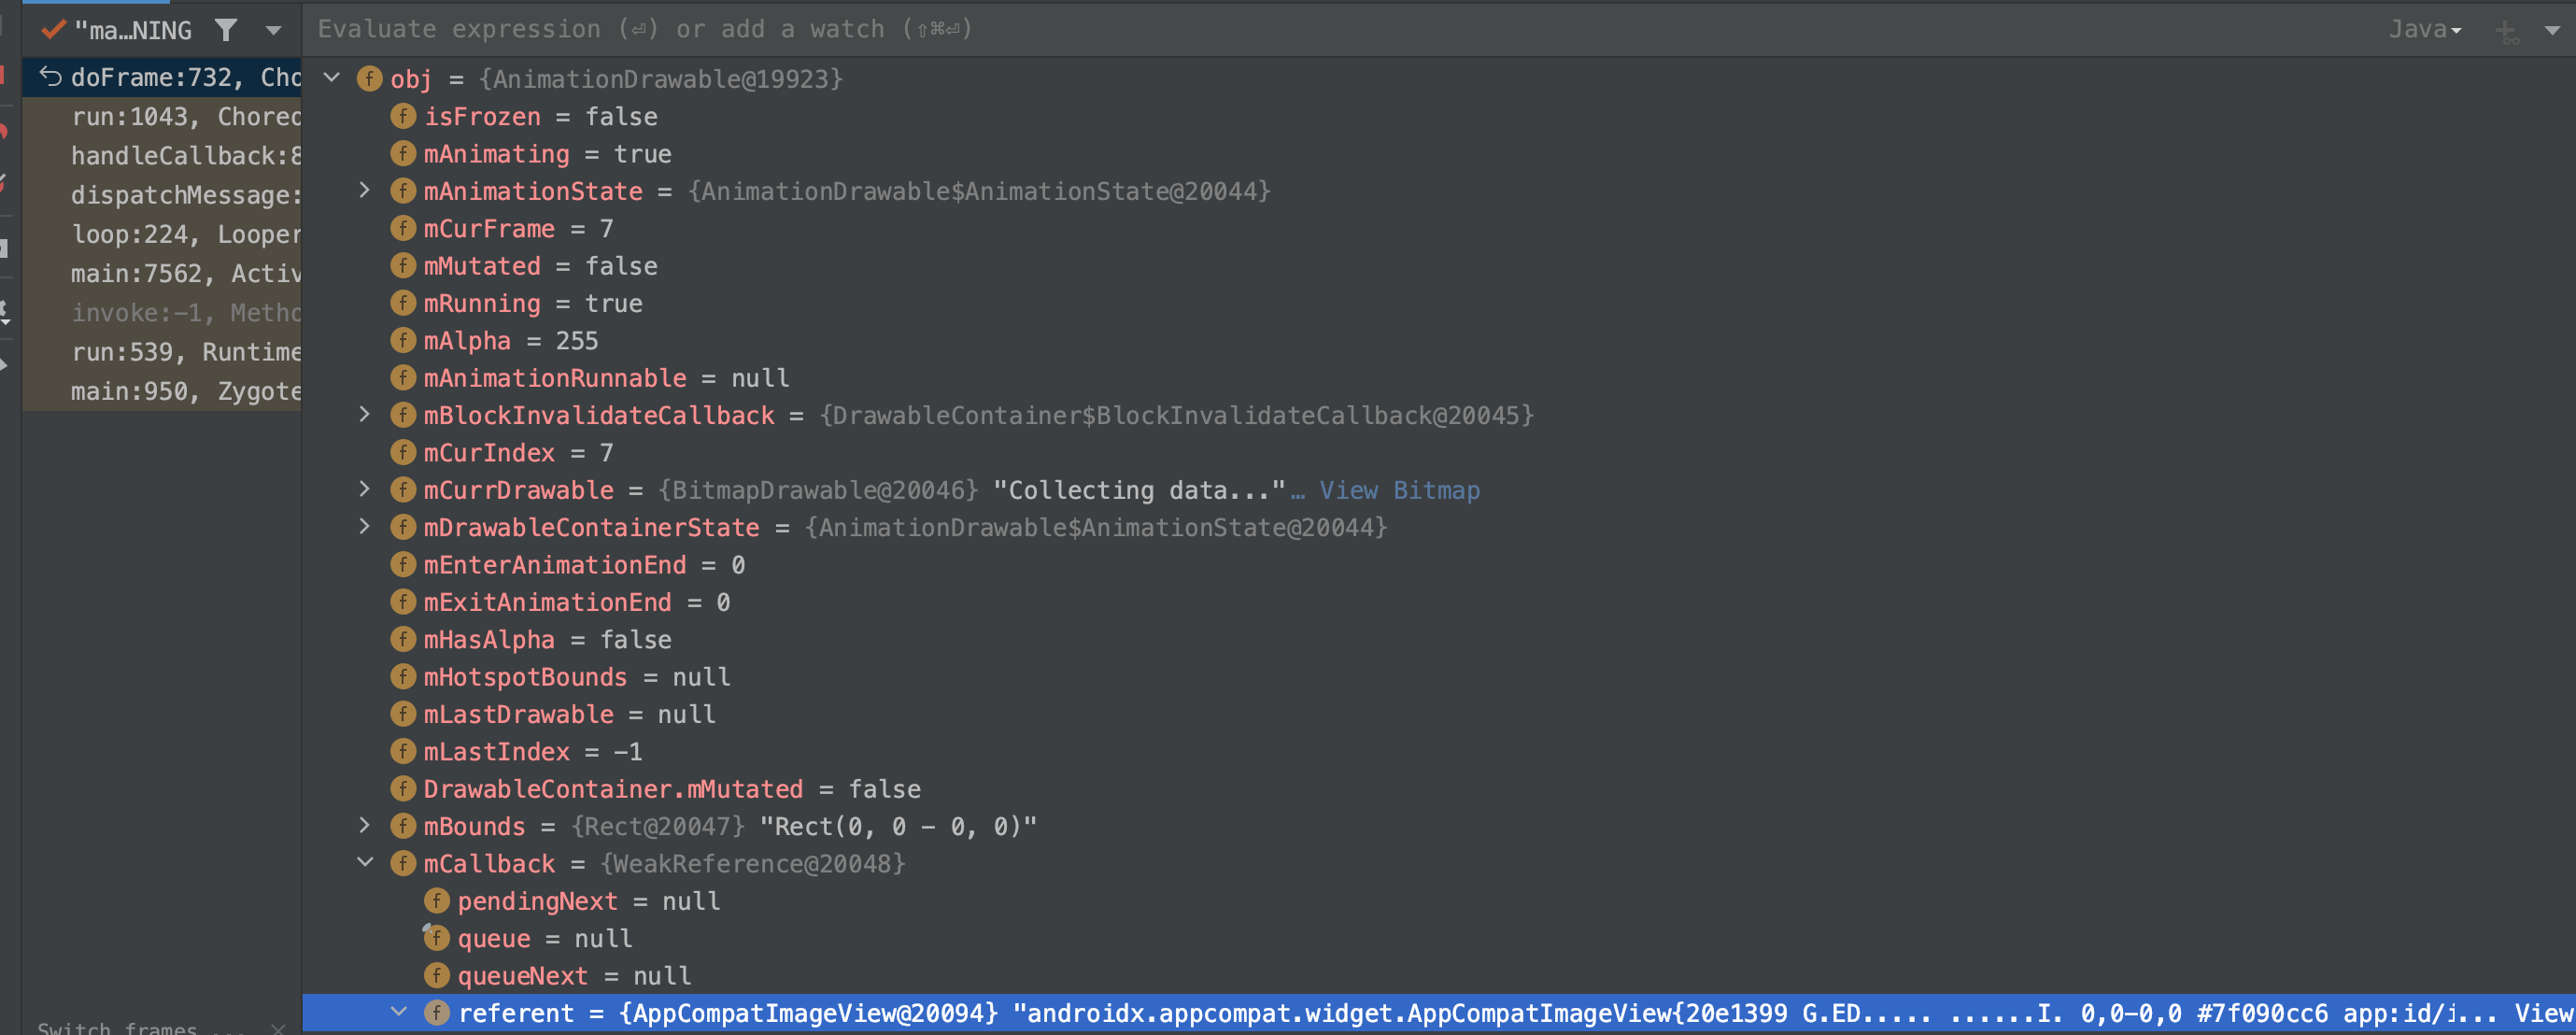 "ma…NING
Evaluate expression (⏎) or add a watch (⇧⌘⏎)
Java
doFrame:732, Cho
run:1043, Choreo
handleCallback:8
dispatchMessage:
loop:224, Looper
main:7562, Activ
invoke:-1, Metho
run:539, Runtime
main:950, Zygote
Switch frames ...
obj = {AnimationDrawable@19923}
isFrozen = false
mAnimating = true
mAnimationState = {AnimationDrawable$AnimationState@20044}
mCurFrame = 7
mMutated = false
mRunning = true
mAlpha = 255
mAnimationRunnable = null
mBlockInvalidateCallback = {DrawableContainer$BlockInvalidateCallback@20045}
mCurIndex = 7
mCurrDrawable = {BitmapDrawable@20046} "Collecting data..."… View Bitmap
mDrawableContainerState = {AnimationDrawable$AnimationState@20044}
mEnterAnimationEnd = 0
mExitAnimationEnd = 0
mHasAlpha = false
mHotspotBounds = null
mLastDrawable = null
mLastIndex = -1
DrawableContainer.mMutated = false
mBounds = {Rect@20047} "Rect(0, 0 - 0, 0)"
mCallback = {WeakReference@20048}
pendingNext = null
queue = null
queueNext = null
referent = {AppCompatImageView@20094} "androidx.appcompat.widget.AppCompatImageView{20e1399 G.ED..... ......I. 0,0-0,0 #7f090cc6 app:id/i... View